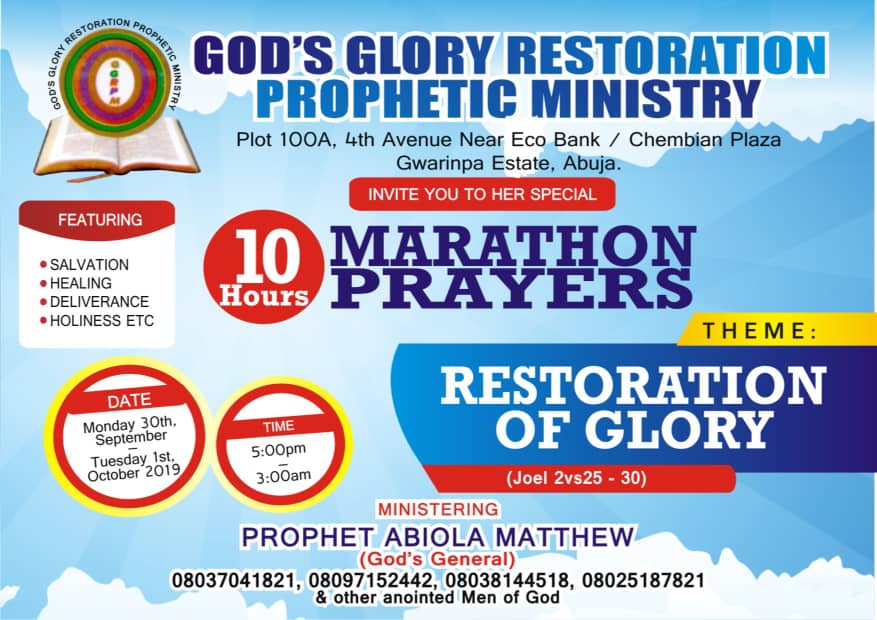 GOD'S GLORY RESTORATION PROPHETIC MINISTRY
GGRPM
GOD'S GLORY RESTORATION
PROPHETIC MINISTRY
Plot 100A, 4th Avenue Near Eco Bank / Chembian Plaza
Gwarinpa Estate, Abuja.
INVITE YOU TO HER SPECIAL
FEATURING
• SALVATION
• HEALING
• DELIVERANCE
• HOLINESS ETC
10
Hours
MARATHON
PRAYERS
THEME:
RESTORATION
OF GLORY
(Joel 2vs25 - 30)
DATE
Monday 30th,
September
–
Tuesday 1st,
October 2019
TIME
5:00pm
–
3:00am
MINISTERING
PROPHET ABIOLA MATTHEW
(God's General)
08037041821, 08097152442, 08038144518, 08025187821
& other anointed Men of God